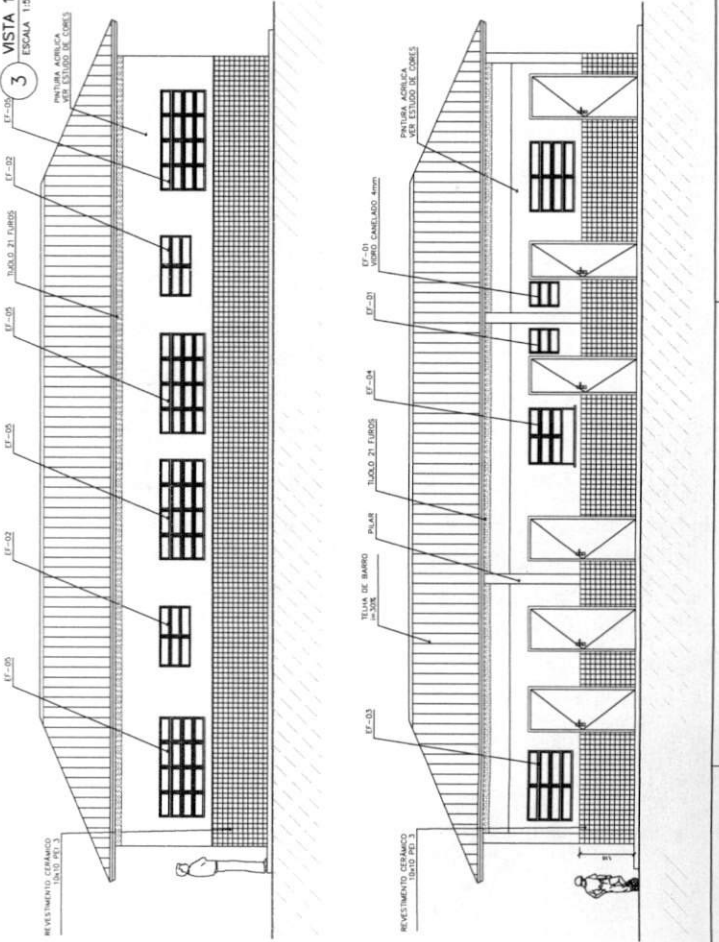 3
VISTA 1
ESCALA 1:5
REVESTIMENTO CERÂMICO
10x10 PEI 3
EF-05
EF-02
EF-05
EF-05
TIJOLO 21 FUROS
EF-02
EF-05
PINTURA ACRÍLICA
VER ESTUDO DE CORES
REVESTIMENTO CERÂMICO
10x10 PEI 3
EF-03
TELHA DE BARRO
i=30%
PILAR
TIJOLO 21 FUROS
EF-04
EF-01
EF-01
VIDRO CANELADO 4mm
PINTURA ACRÍLICA
VER ESTUDO DE CORES